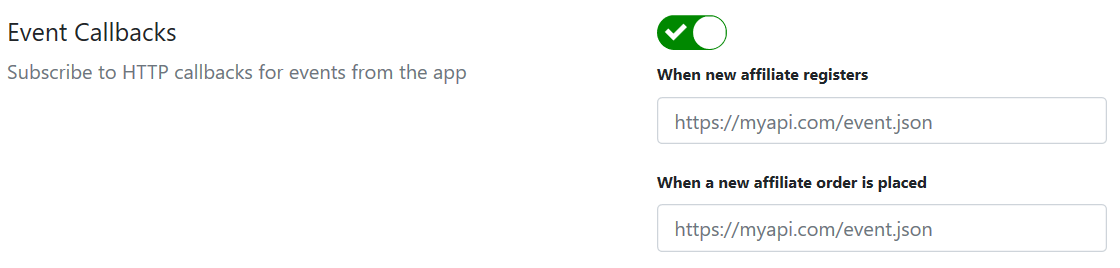 Event Callbacks
Subscribe to HTTP callbacks for events from the app
When new affiliate registers
https://myapi.com/event.json
When a new affiliate order is placed
https://myapi.com/event.json